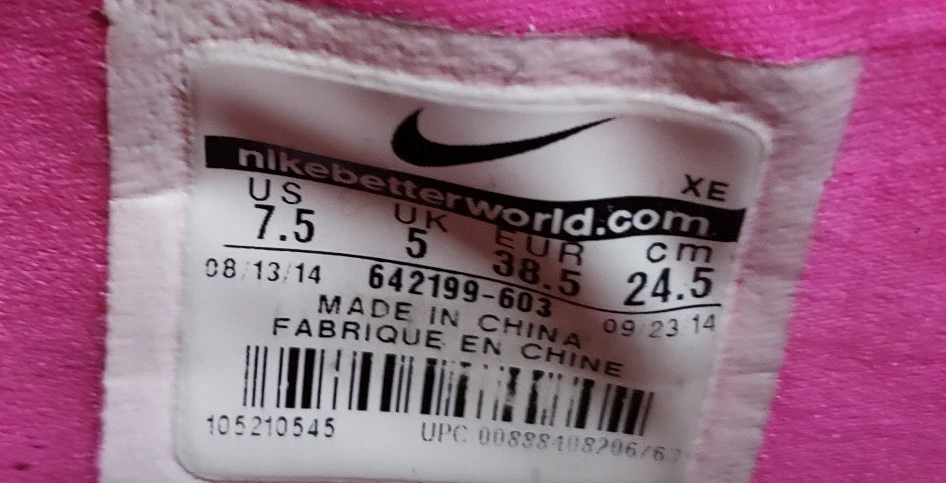 nikebetterworld.com
XE
US UK EUR cm
7.5 5 38.5 24.5
08/13/14 642199-603 09 23 14
MADE IN CHINA
FABRIQUE EN CHINE
105210545 UPC